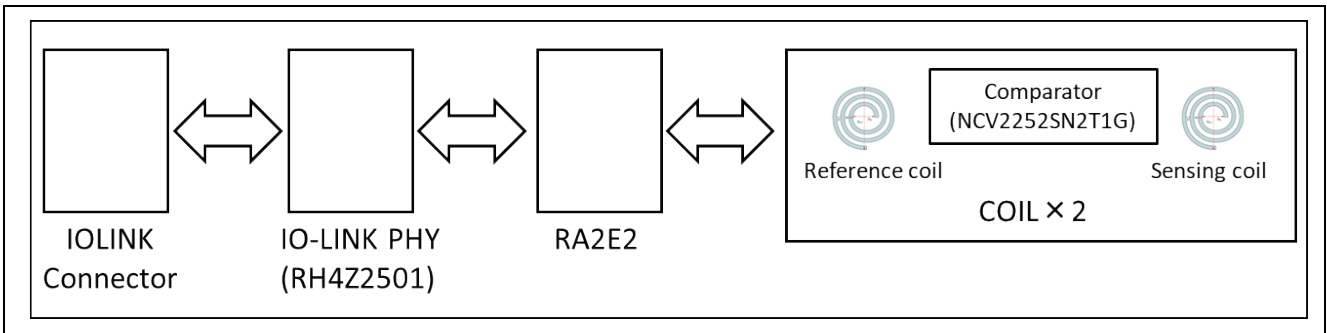 IOLINK
Connector
IO-LINK PHY
(RH4Z2501)
RA2E2
Comparator
(NCV2252SN2T1G)
Reference coil
Sensing coil
COIL × 2